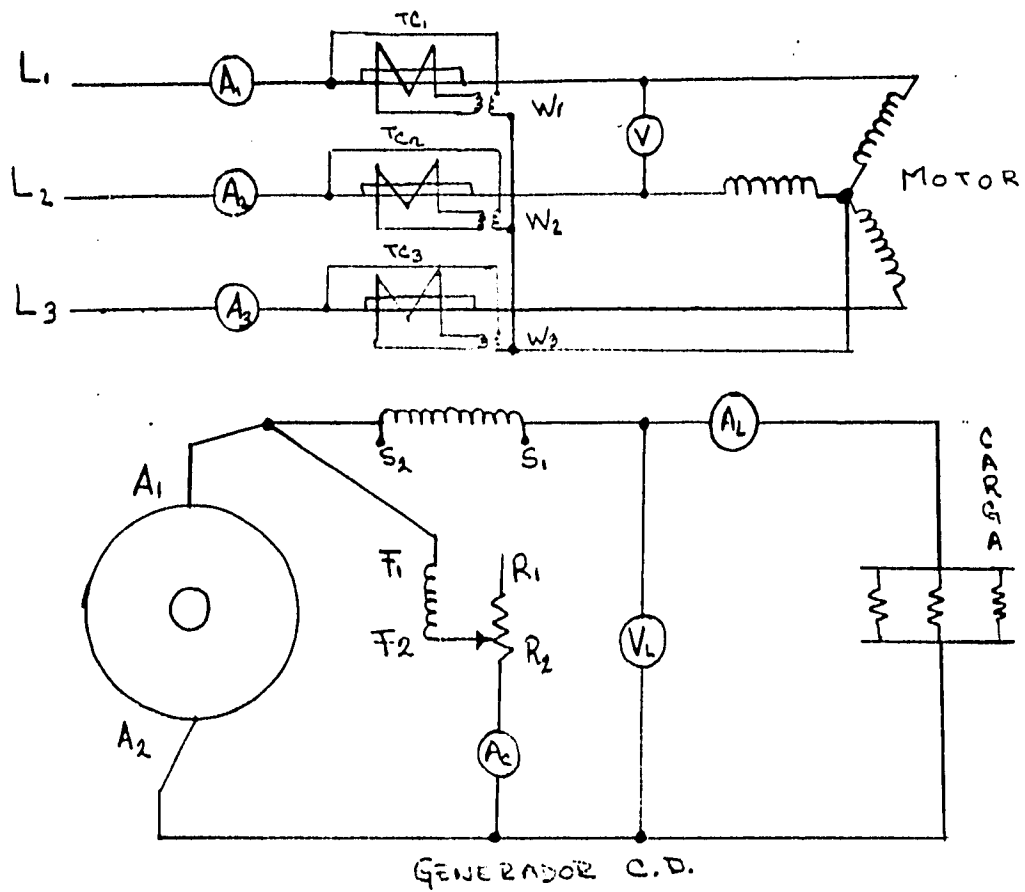 TC1
L1
A1
W1
V
TC2
L2
A2
W2
MOTOR
TC3
L3
A3
W3
AL
S2
S1
CARGA
A1
F1
R1
F2
R2
VL
A2
AC
GENERADOR C.D.